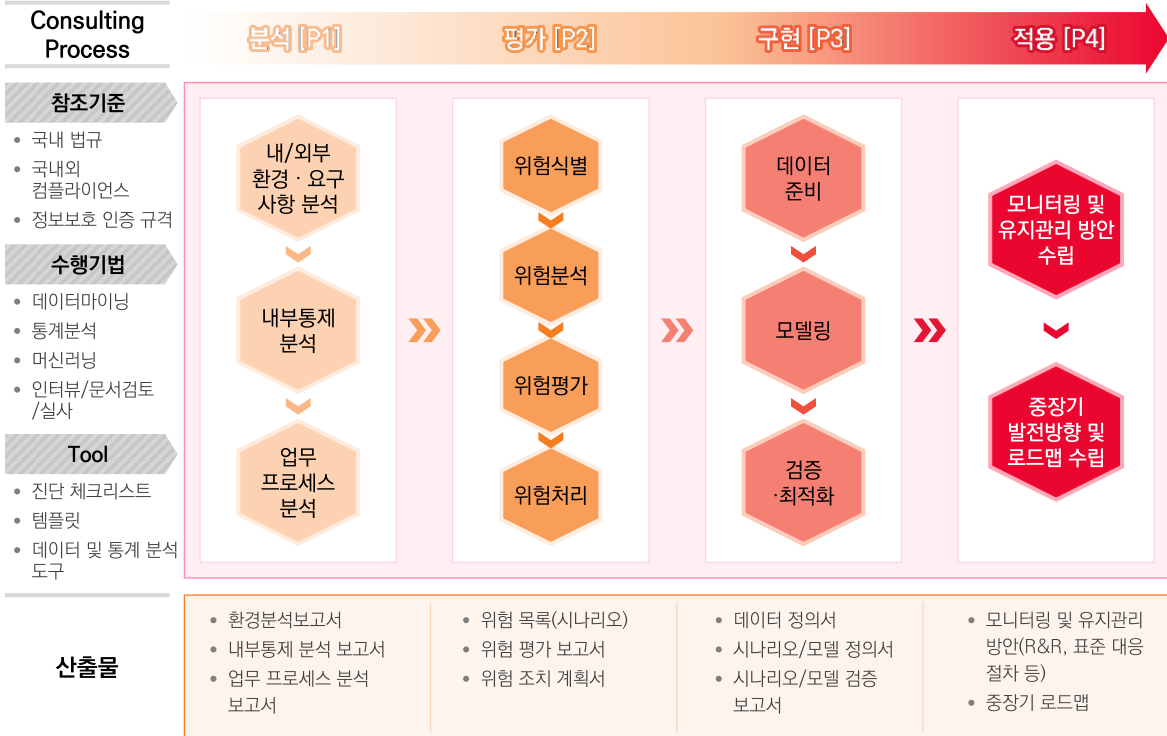 Consulting
Process
분석 [P1]
평가 [P2]
구현 [P3]
적용 [P4]
참조기준
• 국내 법규
• 국내외
컴플라이언스
• 정보보호 인증 규격
수행기법
• 데이터마이닝
• 통계분석
• 머신러닝
• 인터뷰/문서검토
/실사
Tool
• 진단 체크리스트
• 템플릿
• 데이터 및 통계 분석
도구
내/외부
환경 · 요구
사항 분석
내부통제
분석
업무
프로세스
분석
위험식별
위험분석
위험평가
위험처리
데이터
준비
모델링
검증
·최적화
모니터링 및
유지관리 방안
수립
중장기
발전방향 및
로드맵 수립
산출물
• 환경분석보고서
• 내부통제 분석 보고서
• 업무 프로세스 분석
보고서
• 위험 목록(시나리오)
• 위험 평가 보고서
• 위험 조치 계획서
• 데이터 정의서
• 시나리오/모델 정의서
• 시나리오/모델 검증
보고서
• 모니터링 및 유지관리
방안(R&R, 표준 대응
절차 등)
• 중장기 로드맵